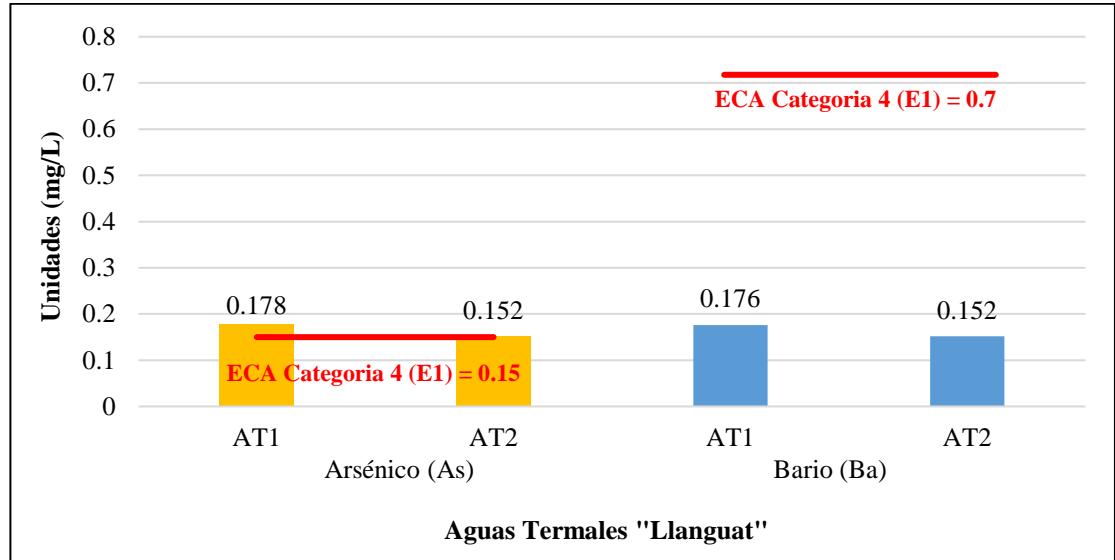 Unidades (mg/L)
0.8
0.7
0.6
0.5
0.4
0.3
0.2
0.1
0
ECA Categoria 4 (E1) = 0.7
0.178
0.152
0.176
0.152
ECA Categoria 4 (E1) = 0.15
AT1
AT2
AT1
AT2
Arsénico (As)
Bario (Ba)
Aguas Termales "Llanguat"